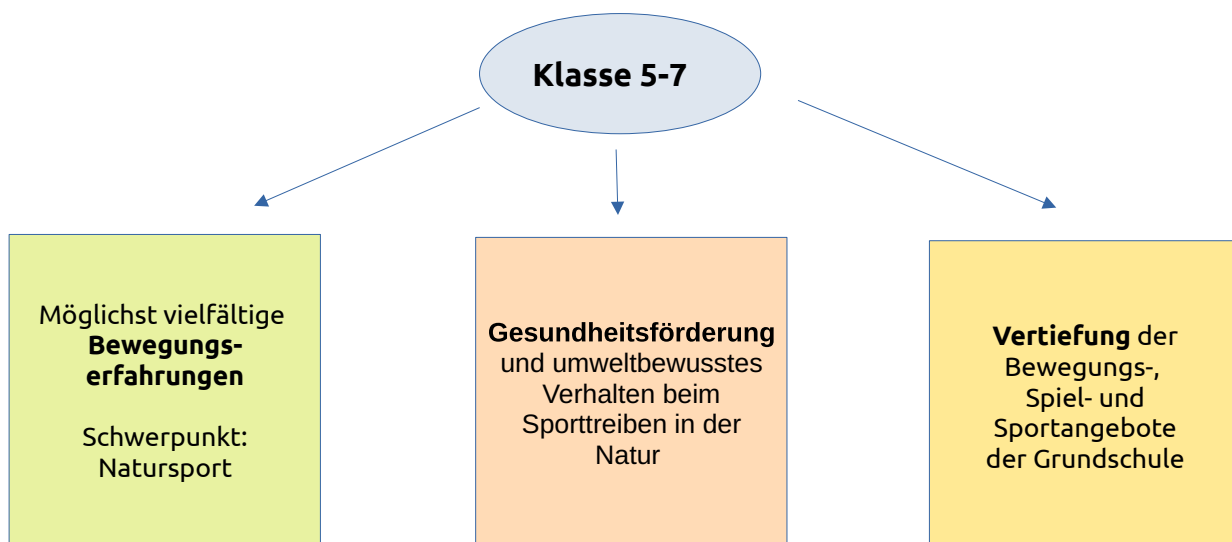 Klasse 5-7
Möglichst vielfältige
Bewegungs-
erfahrungen
Schwerpunkt:
Natursport
Gesundheitsförderung
und umweltbewusstes
Verhalten beim
Sporttreiben in der
Natur
Vertiefung der
Bewegungs-,
Spiel- und
Sportangebote
der Grundschule